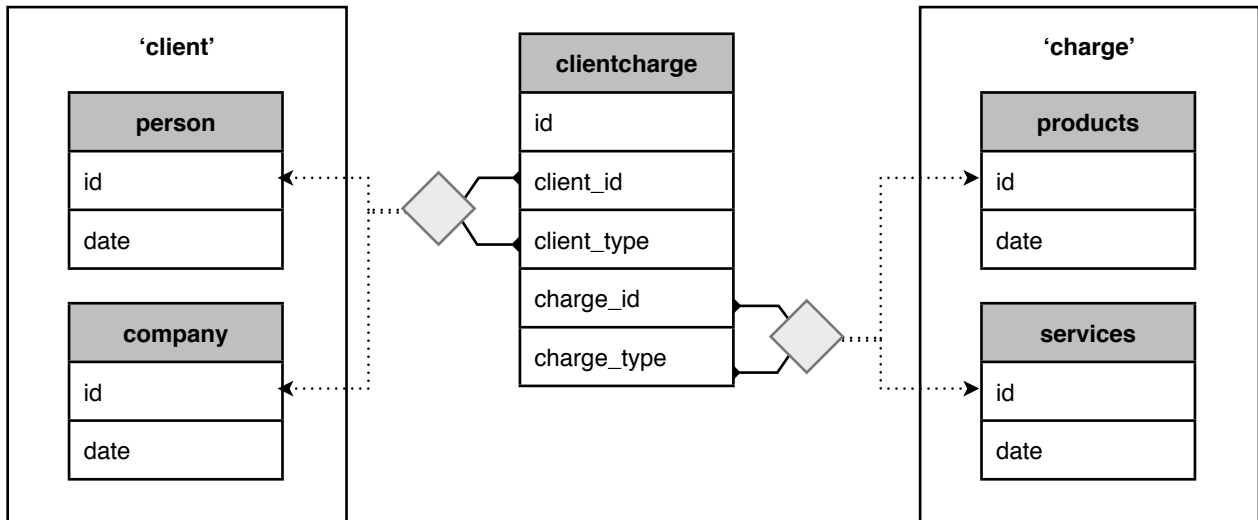 ‘client’
person
id
date
company
id
date
clientcharge
id
client_id
client_type
charge_id
charge_type
‘charge’
products
id
date
services
id
date